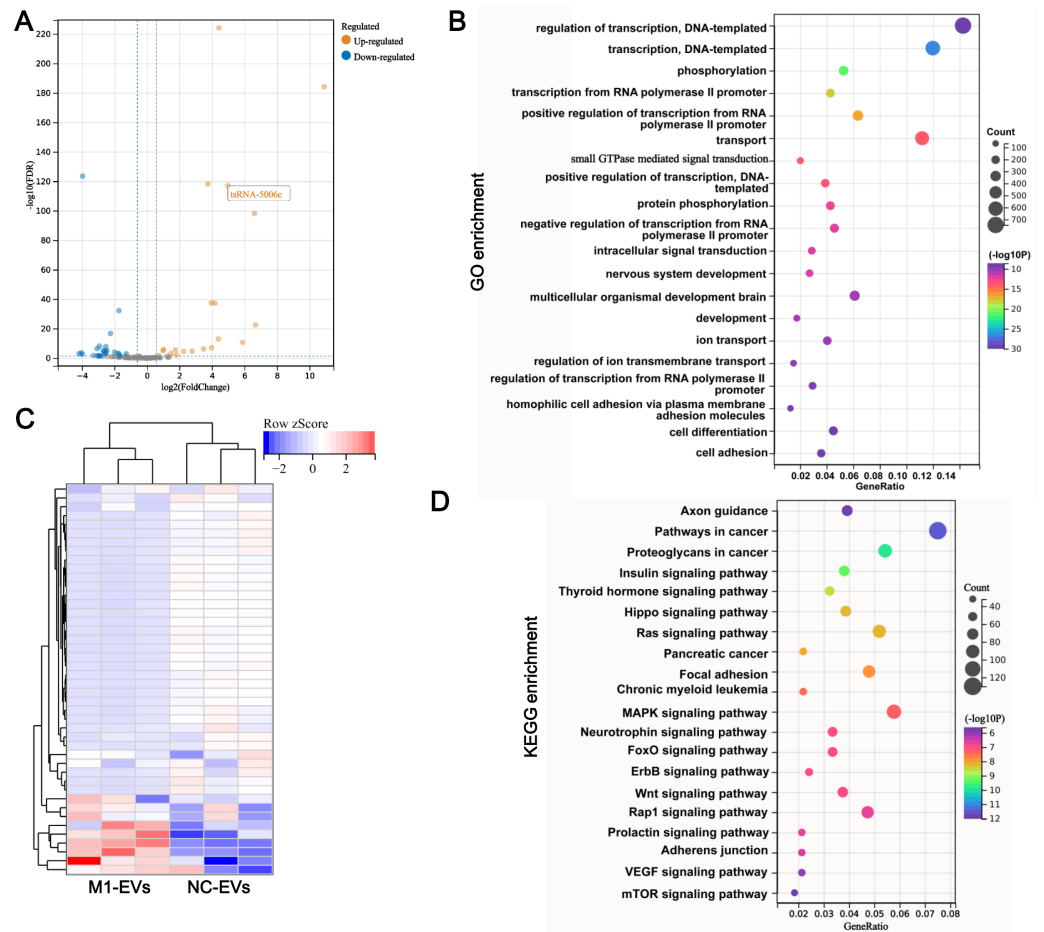 A
Regulated
Up-regulated
Down-regulated
220
200
180
160
140
120
100
80
60
40
20
0
-log10(FDR)
tsRNA-5006c
−4 −2 0 2 4 6 8 10
log2(FoldChange)
B
GO enrichment
regulation of transcription, DNA-templated
transcription, DNA-templated
phosphorylation
transcription from RNA polymerase II promoter
positive regulation of transcription from RNA
polymerase II promoter
transport
small GTPase mediated signal transduction
positive regulation of transcription, DNA-
templated
protein phosphorylation
negative regulation of transcription from RNA
polymerase II promoter
intracellular signal transduction
nervous system development
multicellular organismal development brain
development
ion transport
regulation of ion transmembrane transport
regulation of transcription from RNA polymerase II
promoter
homophilic cell adhesion via plasma membrane
adhesion molecules
cell differentiation
cell adhesion
0.02 0.04 0.06 0.08 0.100 0.12 0.14
GeneRatio
Count
100
200
300
400
500
600
700
(-log10P)
10
15
20
25
30
C
Row zScore
−2 0 2
M1-EVs NC-EVs
D
KEGG enrichment
Axon guidance
Pathways in cancer
Proteoglycans in cancer
Insulin signaling pathway
Thyroid hormone signaling pathway
Hippo signaling pathway
Ras signaling pathway
Pancreatic cancer
Focal adhesion
Chronic myeloid leukemia
MAPK signaling pathway
Neurotrophin signaling pathway
FoxO signaling pathway
ErbB signaling pathway
Wnt signaling pathway
Rap1 signaling pathway
Prolactin signaling pathway
Adherens junction
VEGF signaling pathway
mTOR signaling pathway
0.02 0.03 0.04 0.05 0.06 0.07 0.08
GeneRatio
Count
40
60
80
100
120
(-log10P)
6
7
8
9
10
11
12